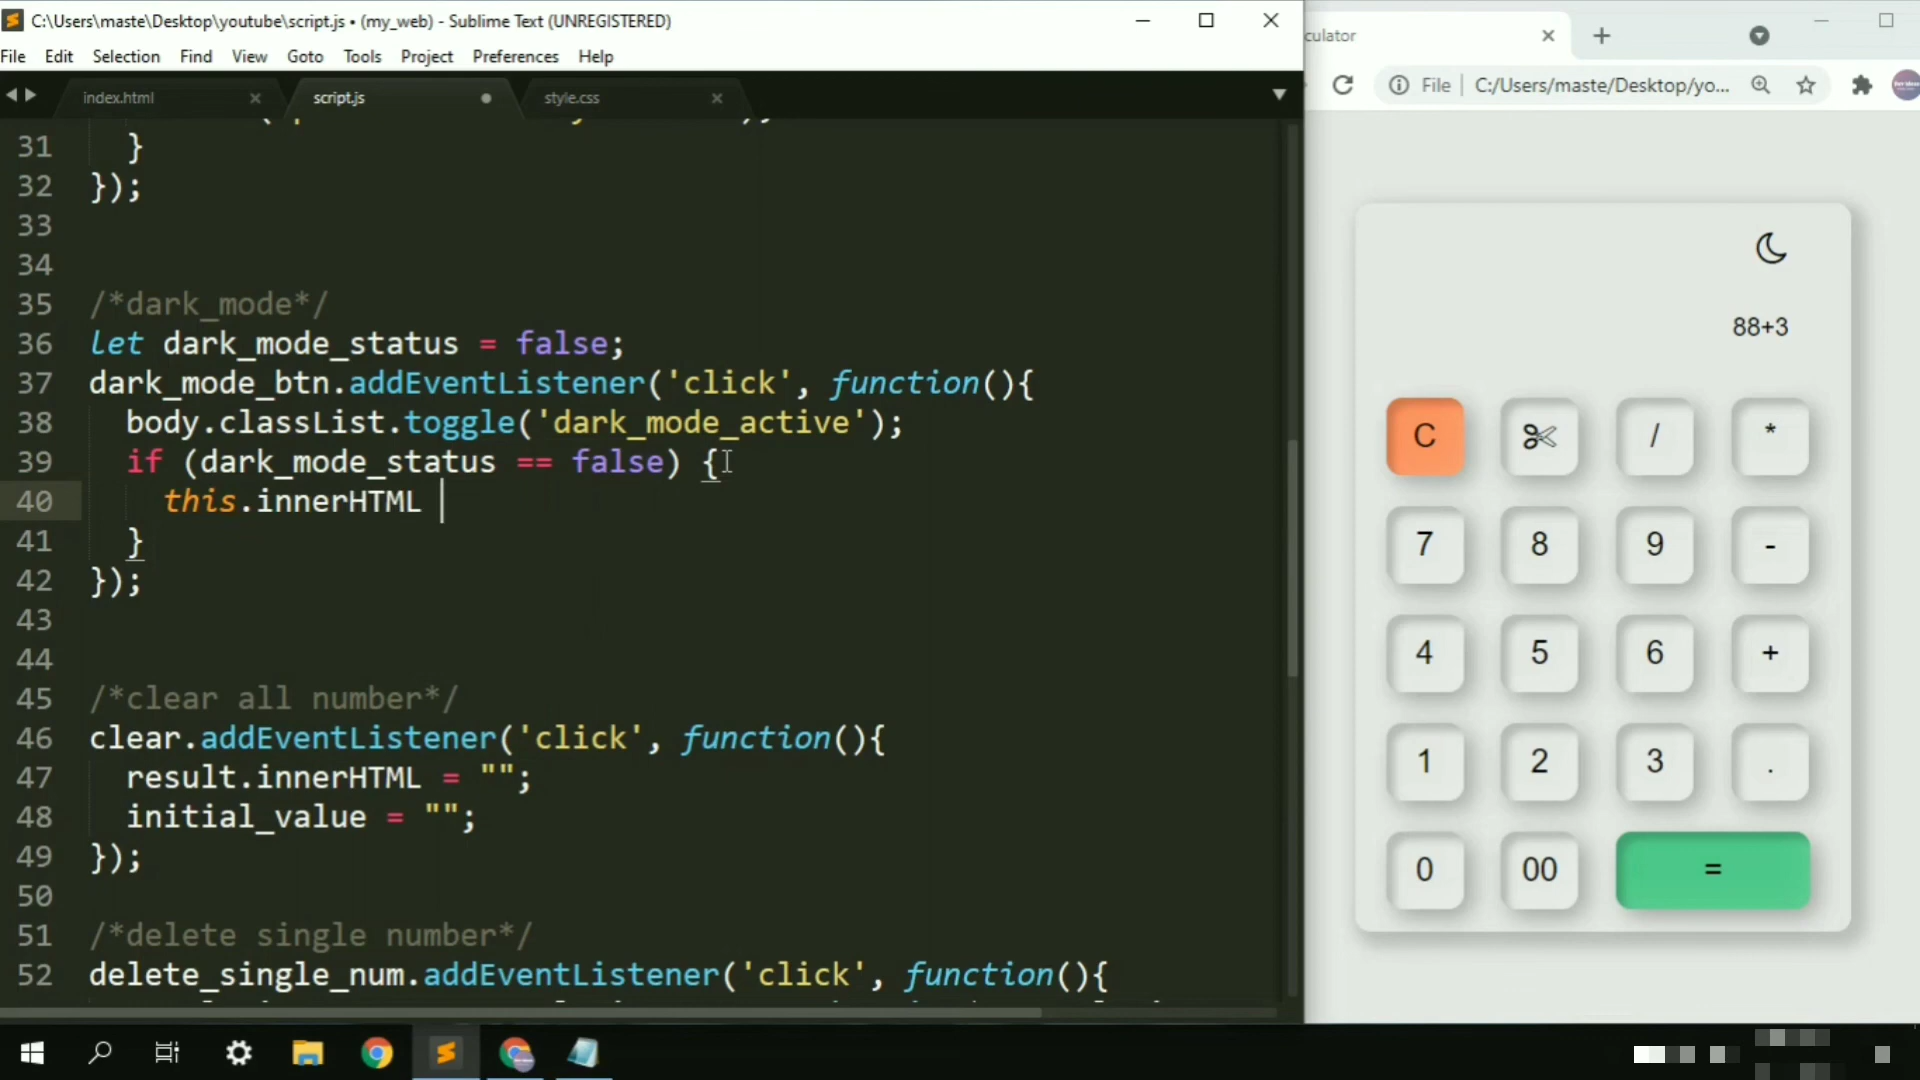 C:\Users\maste\Desktop\youtube\script.js • (my_web) - Sublime Text (UNREGISTERED)
File Edit Selection Find View Goto Tools Project Preferences Help
index.html
script.js
style.css
31 }
32 });
33
34
35 /*dark_mode*/
36 let dark_mode_status = false;
37 dark_mode_btn.addEventListener('click', function(){
38 body.classList.toggle('dark_mode_active');
39 if (dark_mode_status == false) {
40 this.innerHTML
41 }
42 });
43
44
45 /*clear all number*/
46 clear.addEventListener('click', function(){
47 result.innerHTML = "";
48 initial_value = "";
49 });
50
51 /*delete single number*/
52 delete_single_num.addEventListener('click', function(){
culator
File C:/Users/maste/Desktop/yo...
88+3
C / *
7 8 9 -
4 5 6 +
1 2 3 .
0 00 =